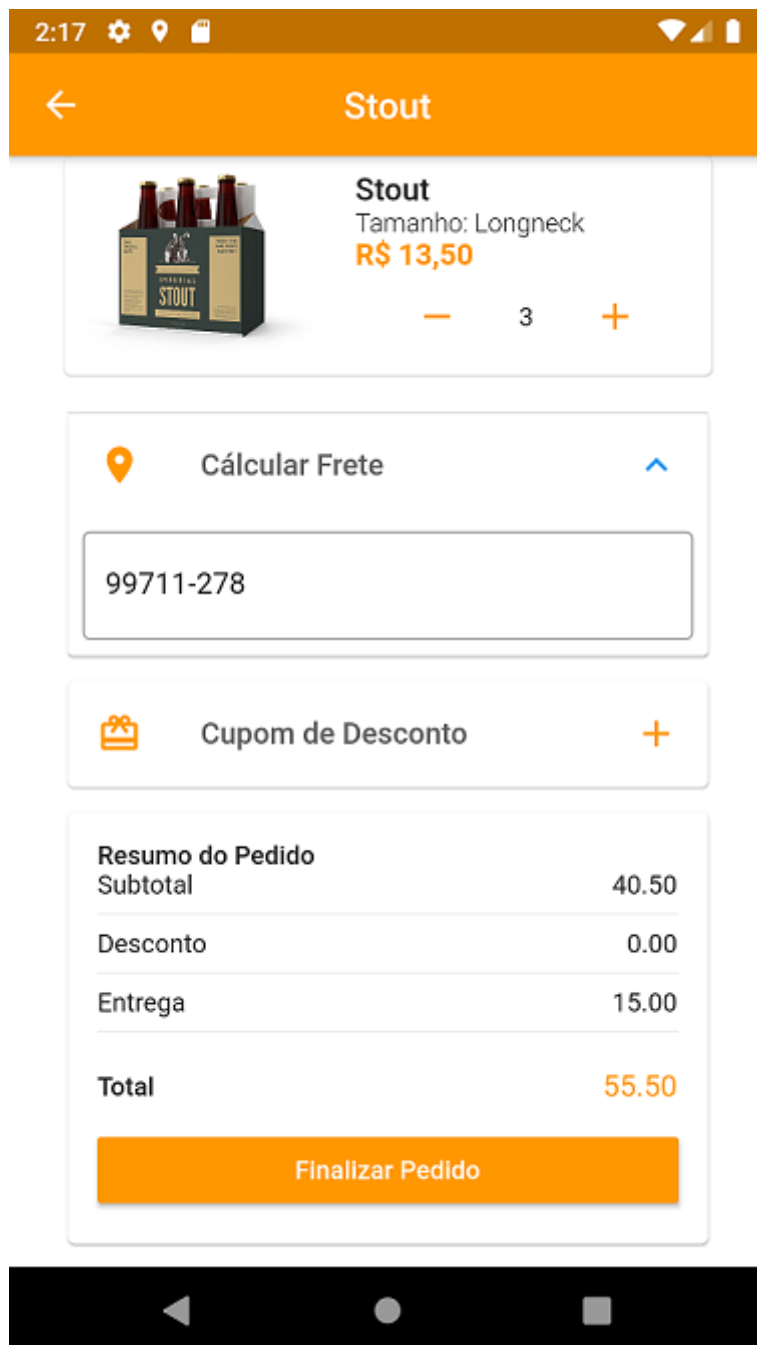 2:17
Stout
Stout
Tamanho: Longneck
R$ 13,50
3
STOUT
Cálcular Frete
99711-278
Cupom de Desconto
Resumo do Pedido
Subtotal 40.50
Desconto 0.00
Entrega 15.00
Total 55.50
Finalizar Pedido